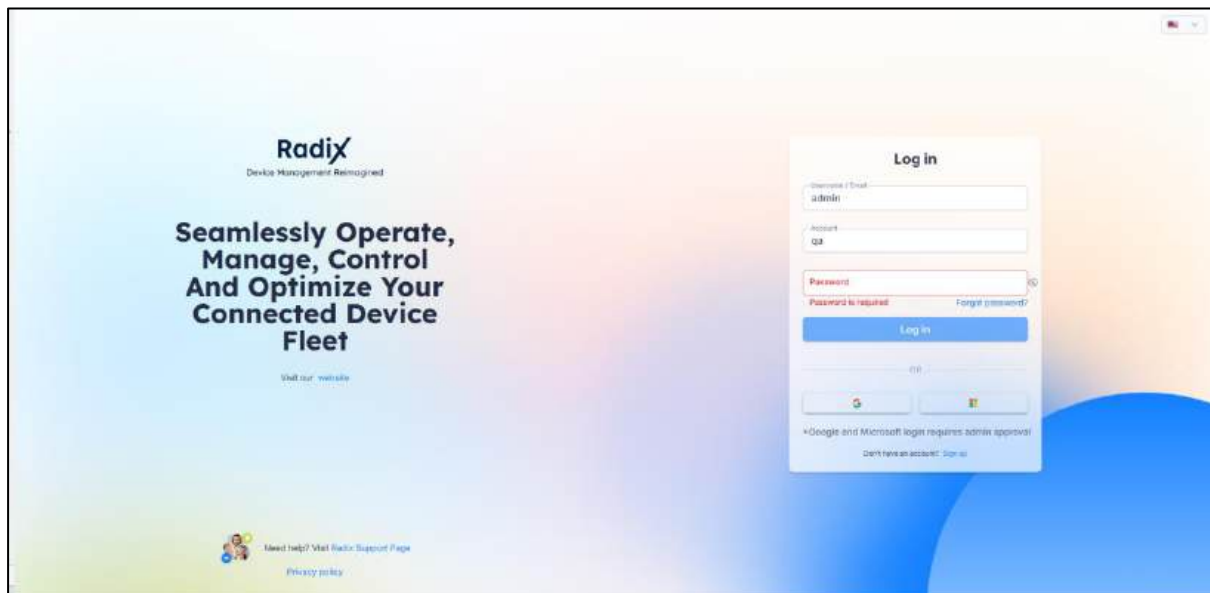 Radix
Device Management Reimagined
Seamlessly Operate,
Manage, Control
And Optimize Your
Connected Device
Fleet
Visit our website
Need help? Visit Radix Support Page
Privacy policy
Log in
Username / Email
admin
Account
qa
Password
Password is required
Forgot password?
Log in
OR
*Google and Microsoft login requires admin approval
Don't have an account? Sign up